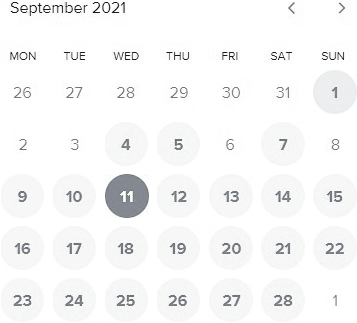 September 2021
MON TUE WED THU FRI SAT SUN
26 27 28 29 30 31 1
2 3 4 5 6 7 8
9 10 11 12 13 14 15
16 17 18 19 20 21 22
23 24 25 26 27 28 1